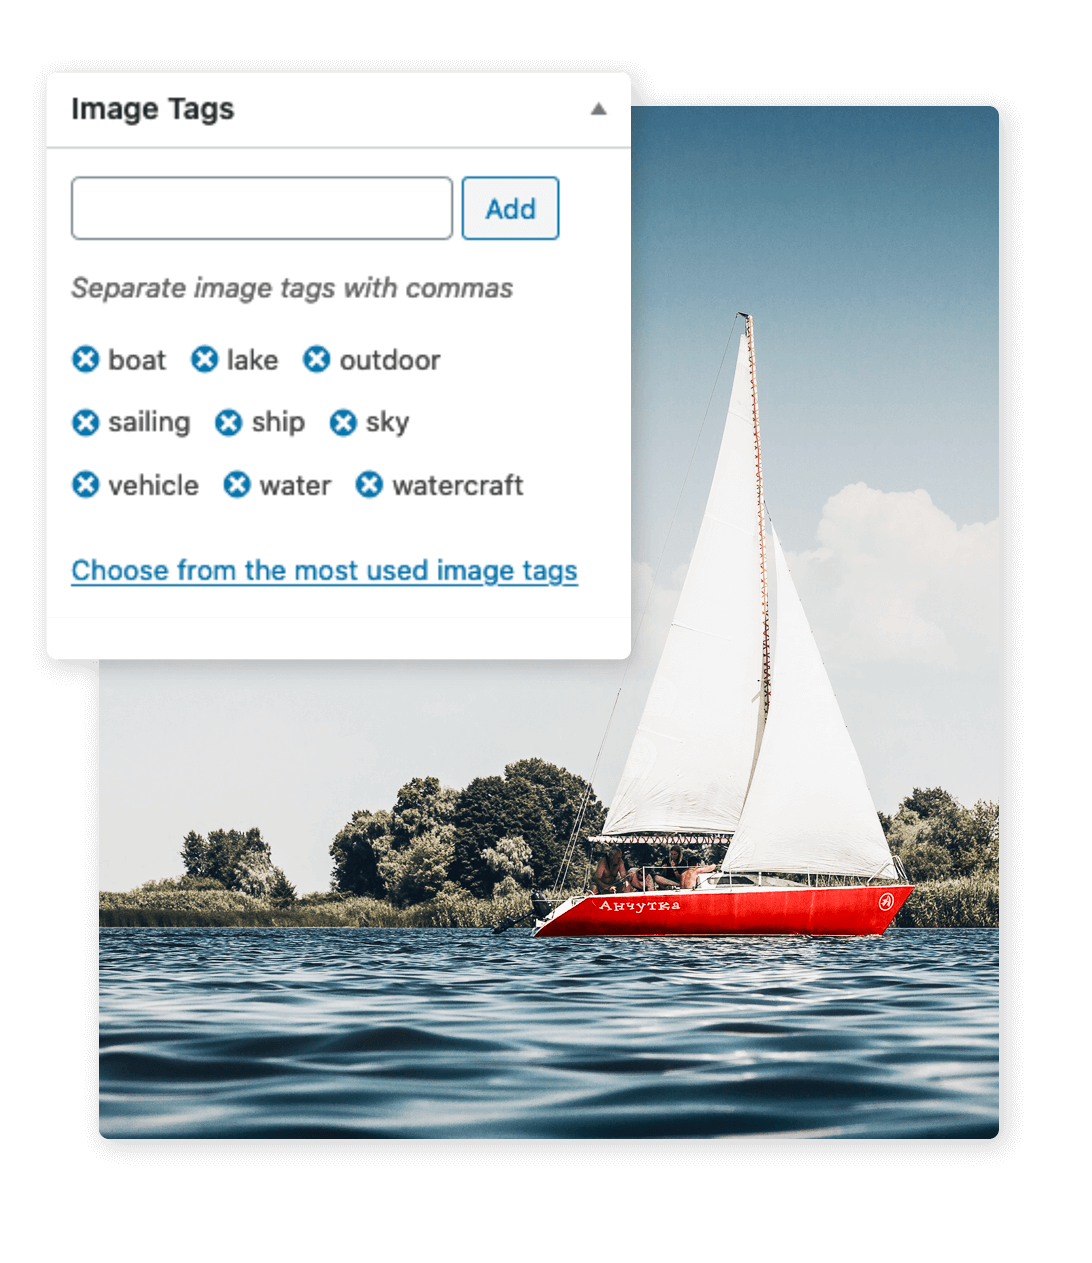 Image Tags
Add
Separate image tags with commas
boat lake outdoor
sailing ship sky
vehicle water watercraft
Choose from the most used image tags
Анчутка